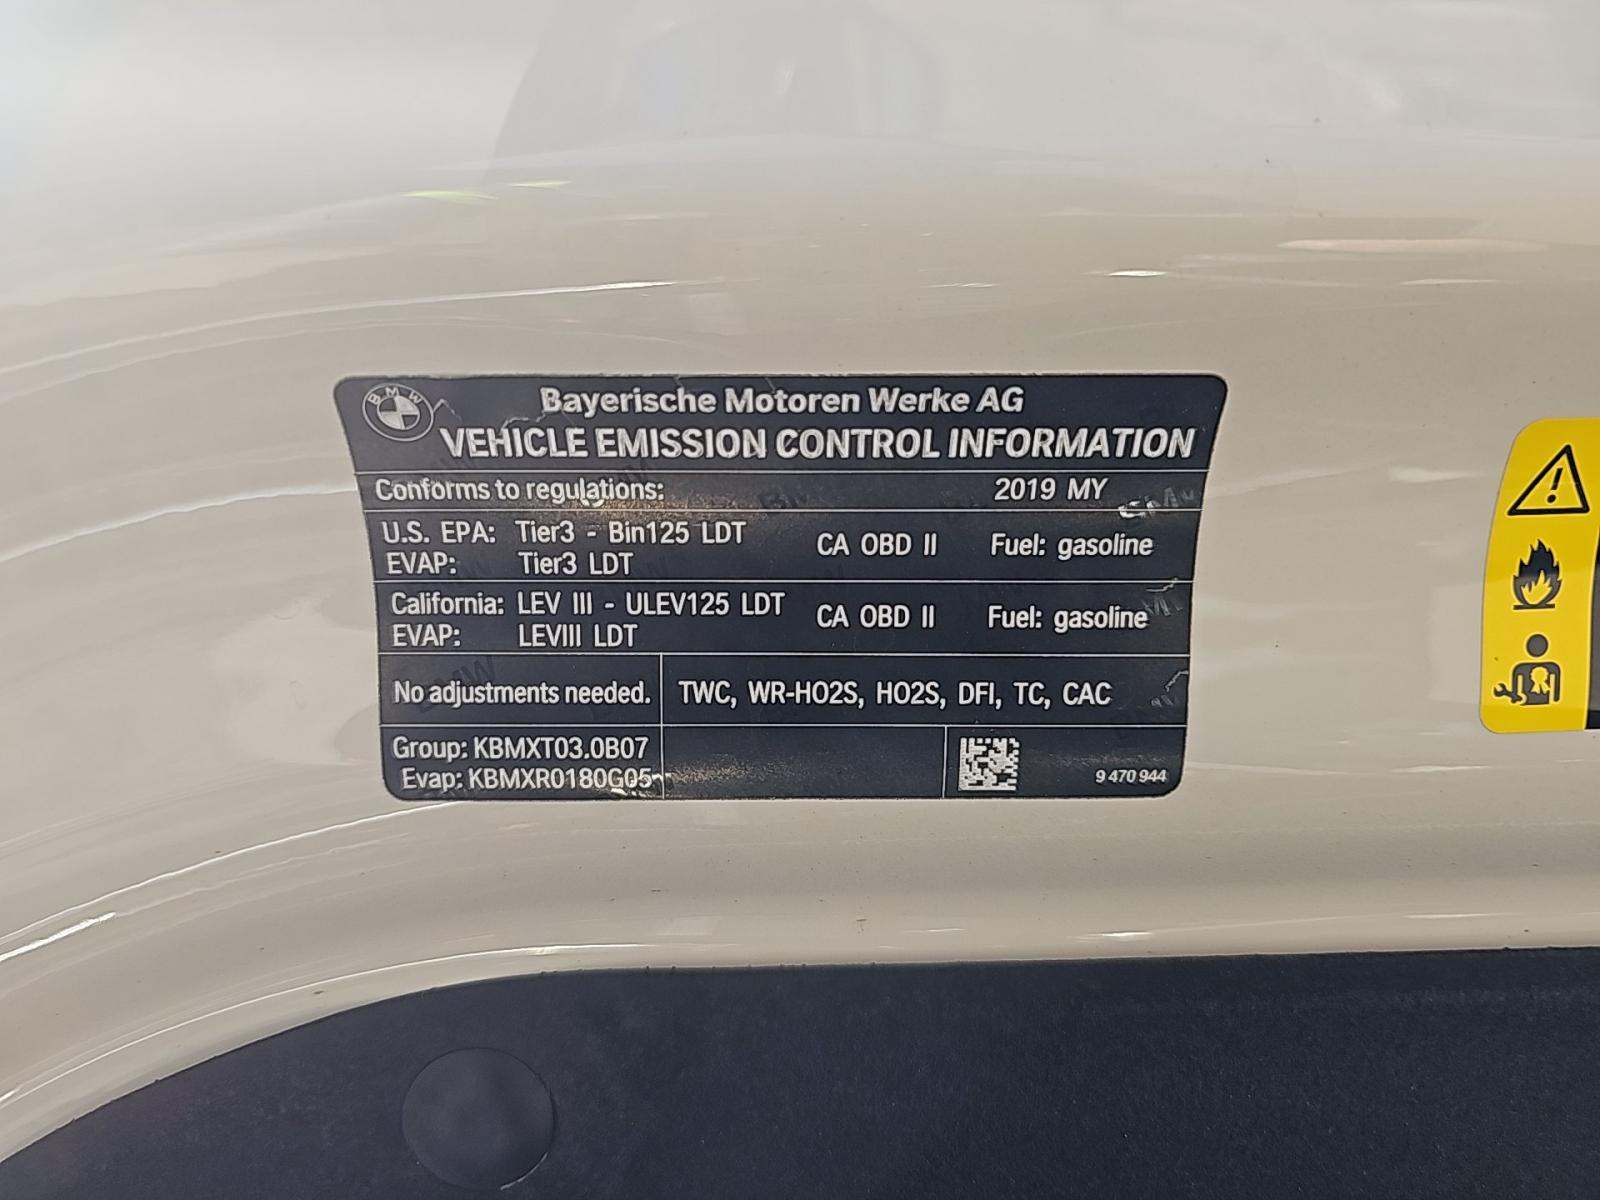 BMW
Bayerische Motoren Werke AG
VEHICLE EMISSION CONTROL INFORMATION
Conforms to regulations: 2019 MY
U.S. EPA: Tier3 - Bin125 LDT CA OBD II Fuel: gasoline
EVAP: Tier3 LDT
California: LEV III - ULEV125 LDT CA OBD II Fuel: gasoline
EVAP: LEVIII LDT
No adjustments needed. TWC, WR-HO2S, HO2S, DFI, TC, CAC
Group: KBMXT03.0B07
Evap: KBMXR0180G05
9 470 944